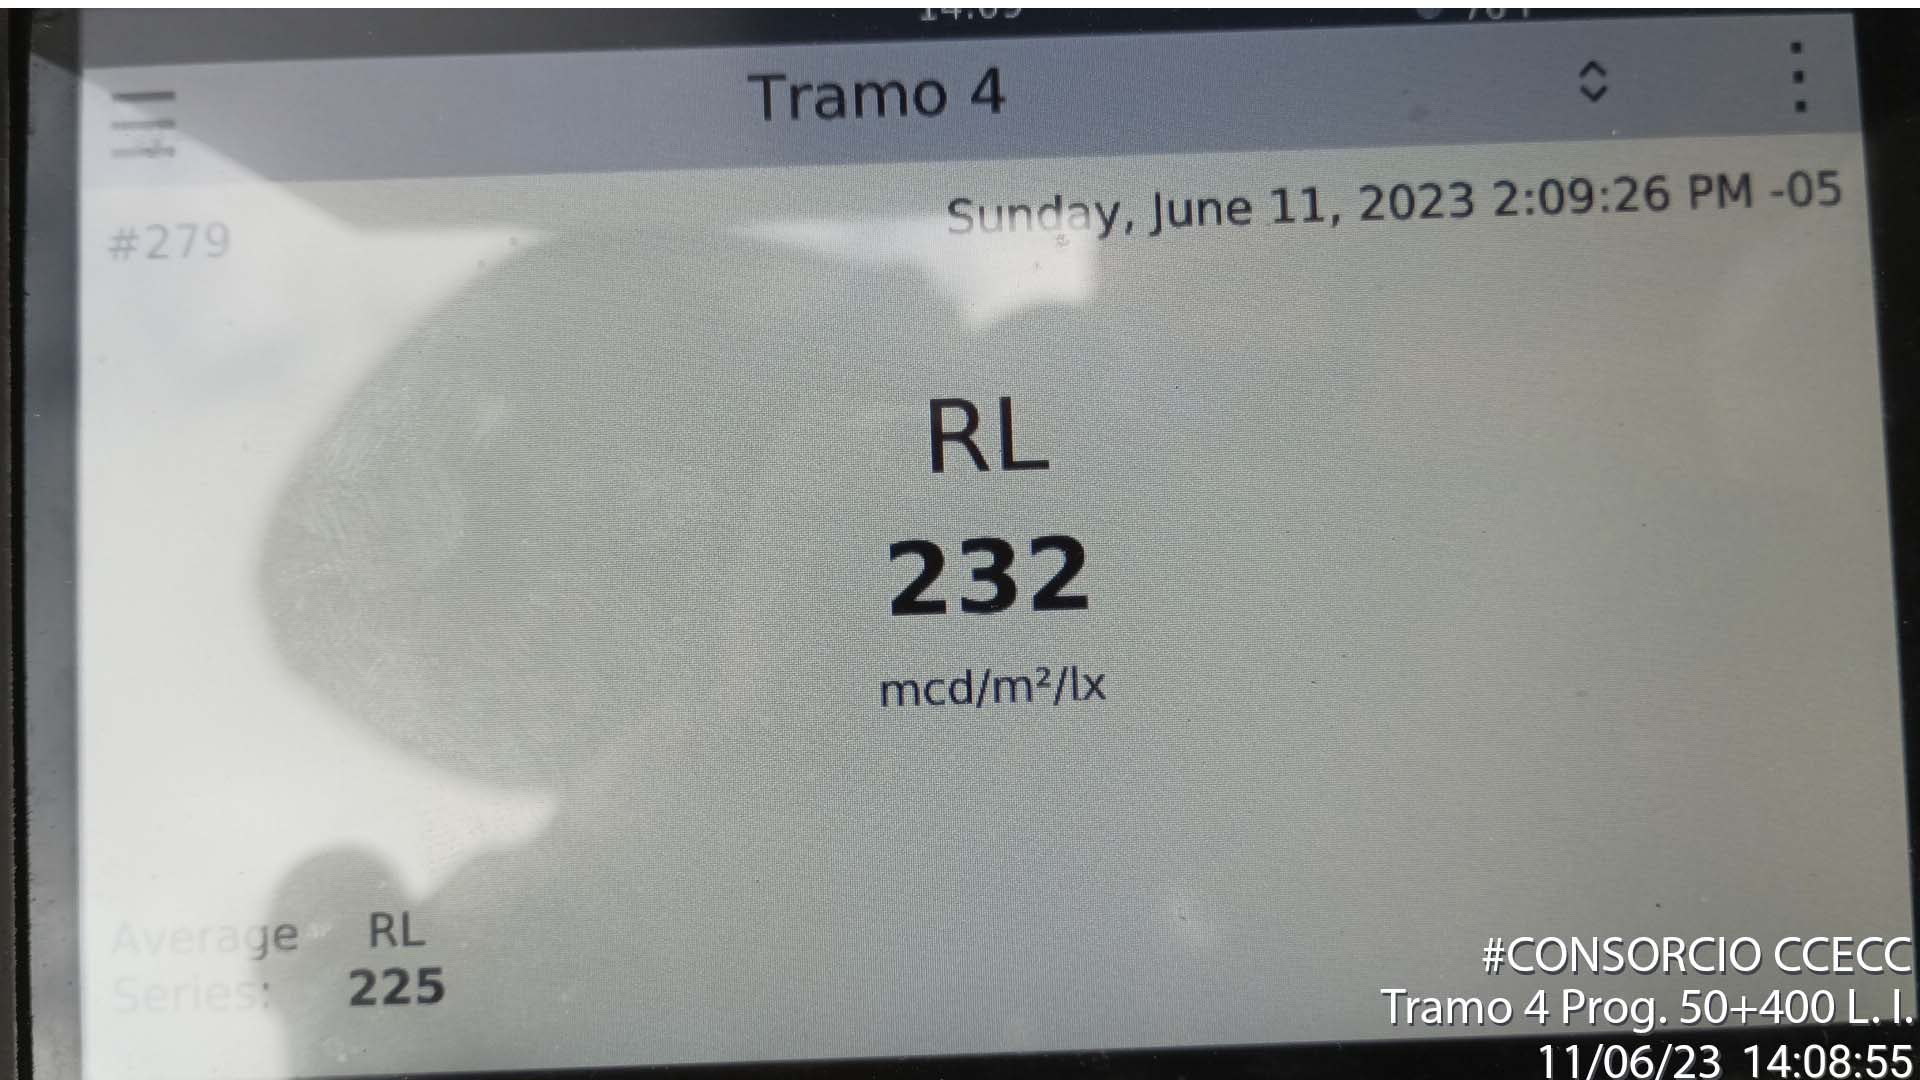 Tramo 4
Sunday, June 11, 2023 2:09:26 PM -05
#279
RL
232
mcd/m²/lx
Average RL
Series: 225
#CONSORCIO CCECC
Tramo 4 Prog. 50+400 L. I.
11/06/23 14:08:55